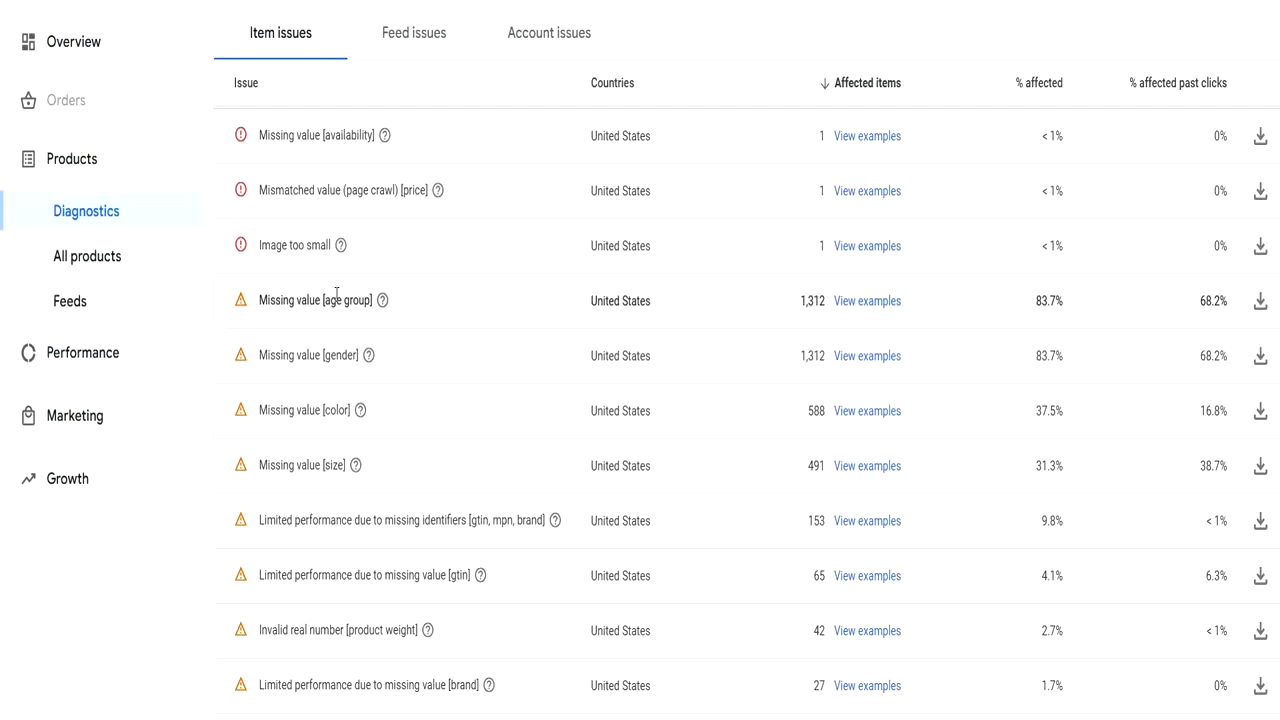 Overview
Orders
Products
Diagnostics
All products
Feeds
Performance
Marketing
Growth
Item issues Feed issues Account issues
Issue Countries Affected items % affected % affected past clicks
Missing value [availability] United States 1 View examples < 1% 0%
Mismatched value (page crawl) [price] United States 1 View examples < 1% 0%
Image too small United States 1 View examples < 1% 0%
Missing value [age group] United States 1,312 View examples 83.7% 68.2%
Missing value [gender] United States 1,312 View examples 83.7% 68.2%
Missing value [color] United States 588 View examples 37.5% 16.8%
Missing value [size] United States 491 View examples 31.3% 38.7%
Limited performance due to missing identifiers [gtin, mpn, brand] United States 153 View examples 9.8% < 1%
Limited performance due to missing value [gtin] United States 65 View examples 4.1% 6.3%
Invalid real number [product weight] United States 42 View examples 2.7% < 1%
Limited performance due to missing value [brand] United States 27 View examples 1.7% 0%